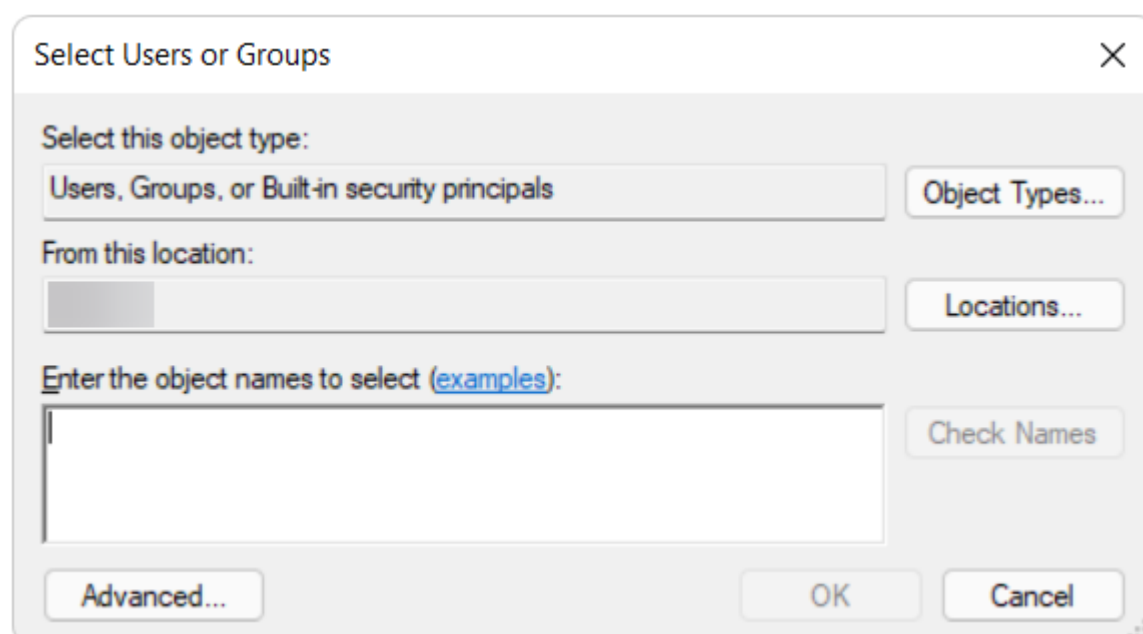 Select Users or Groups
Select this object type:
Users, Groups, or Built-in security principals
Object Types...
From this location:
Locations...
Enter the object names to select (examples):
Check Names
Advanced...
OK
Cancel